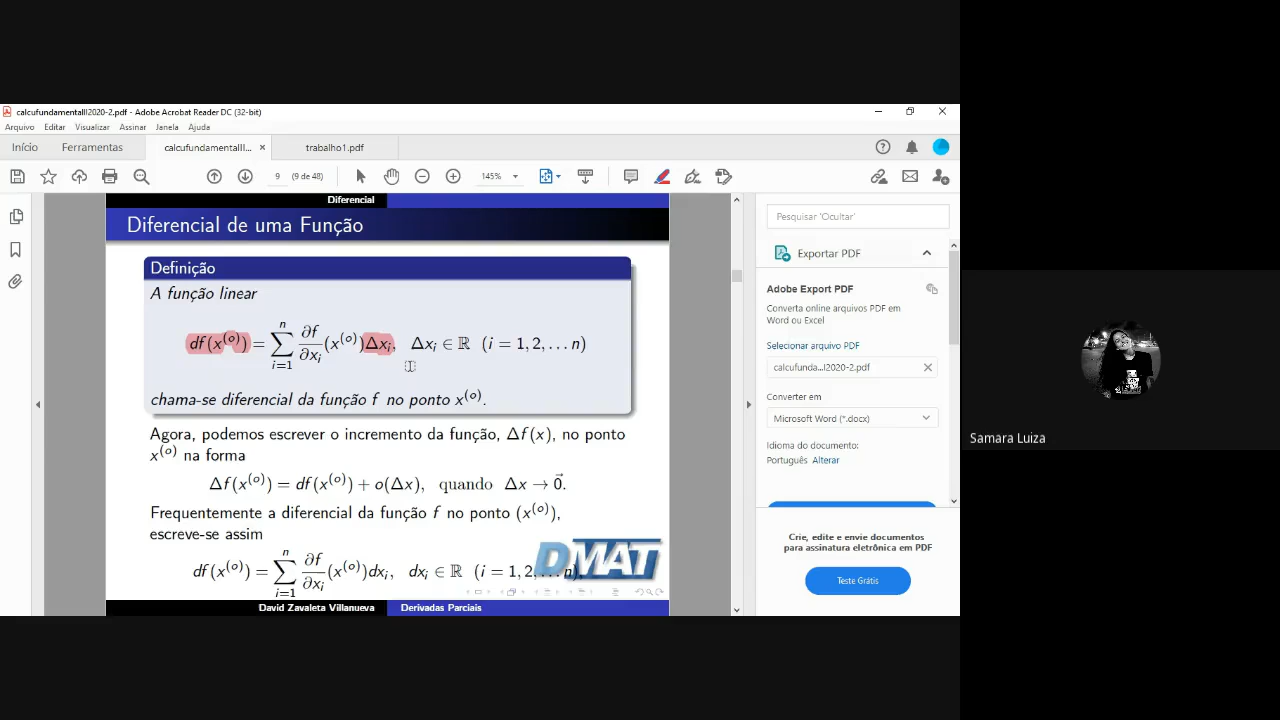 calcufundamentalII2020-2.pdf - Adobe Acrobat Reader DC (32-bit)
Arquivo Editar Visualizar Assinar Janela Ajuda
Início Ferramentas calcufundamentalII... × trabalho1.pdf
9 (9 de 48) 145%
Diferencial
Diferencial de uma Função
Definição
A função linear
df(x^(o)) = ∑_{i=1}^{n} ∂f/∂x_i (x^(o))Δx_i, Δx_i ∈ ℝ (i = 1, 2, ... n)
chama-se diferencial da função f no ponto x^(o).
Agora, podemos escrever o incremento da função, Δf(x), no ponto
x^(o) na forma
Δf(x^(o)) = df(x^(o)) + o(Δx), quando Δx → 0⃗.
Frequentemente a diferencial da função f no ponto (x^(o)),
escreve-se assim
df(x^(o)) = ∑_{i=1}^{n} ∂f/∂x_i (x^(o))dx_i, dx_i ∈ ℝ (i = 1, 2, ... n),
DMAT
David Zavaleta Villanueva Derivadas Parciais
Pesquisar 'Ocultar'
Exportar PDF
Adobe Export PDF
Converta online arquivos PDF em
Word ou Excel
Selecionar arquivo PDF
calcufunda...II2020-2.pdf
Converter em
Microsoft Word (*.docx)
Idioma do documento:
Português Alterar
Crie, edite e envie documentos
para assinatura eletrônica em PDF
Teste Grátis
Samara Luiza